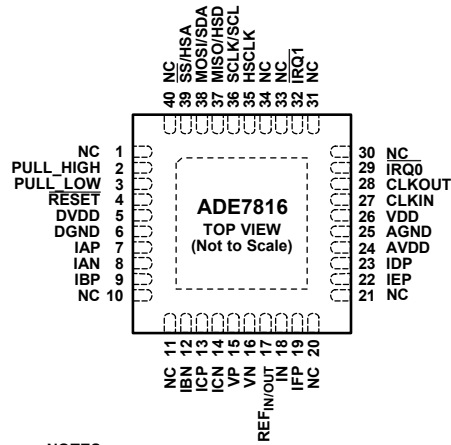 40 NC
39 SS/HSA
38 MOSI/SDA
37 MISO/HSD
36 SCLK/SCL
35 HSCLK
34 NC
33 NC
32 IRQ1
31 NC
NC 1
PULL_HIGH 2
PULL_LOW 3
RESET 4
DVDD 5
DGND 6
IAP 7
IAN 8
IBP 9
NC 10
ADE7816
TOP VIEW
(Not to Scale)
30 NC
29 IRQ0
28 CLKOUT
27 CLKIN
26 VDD
25 AGND
24 AVDD
23 IDP
22 IEP
21 NC
NC 11
IBN 12
ICP 13
ICN 14
VP 15
VN 16
REFIN/OUT 17
IN 18
IFP 19
NC 20